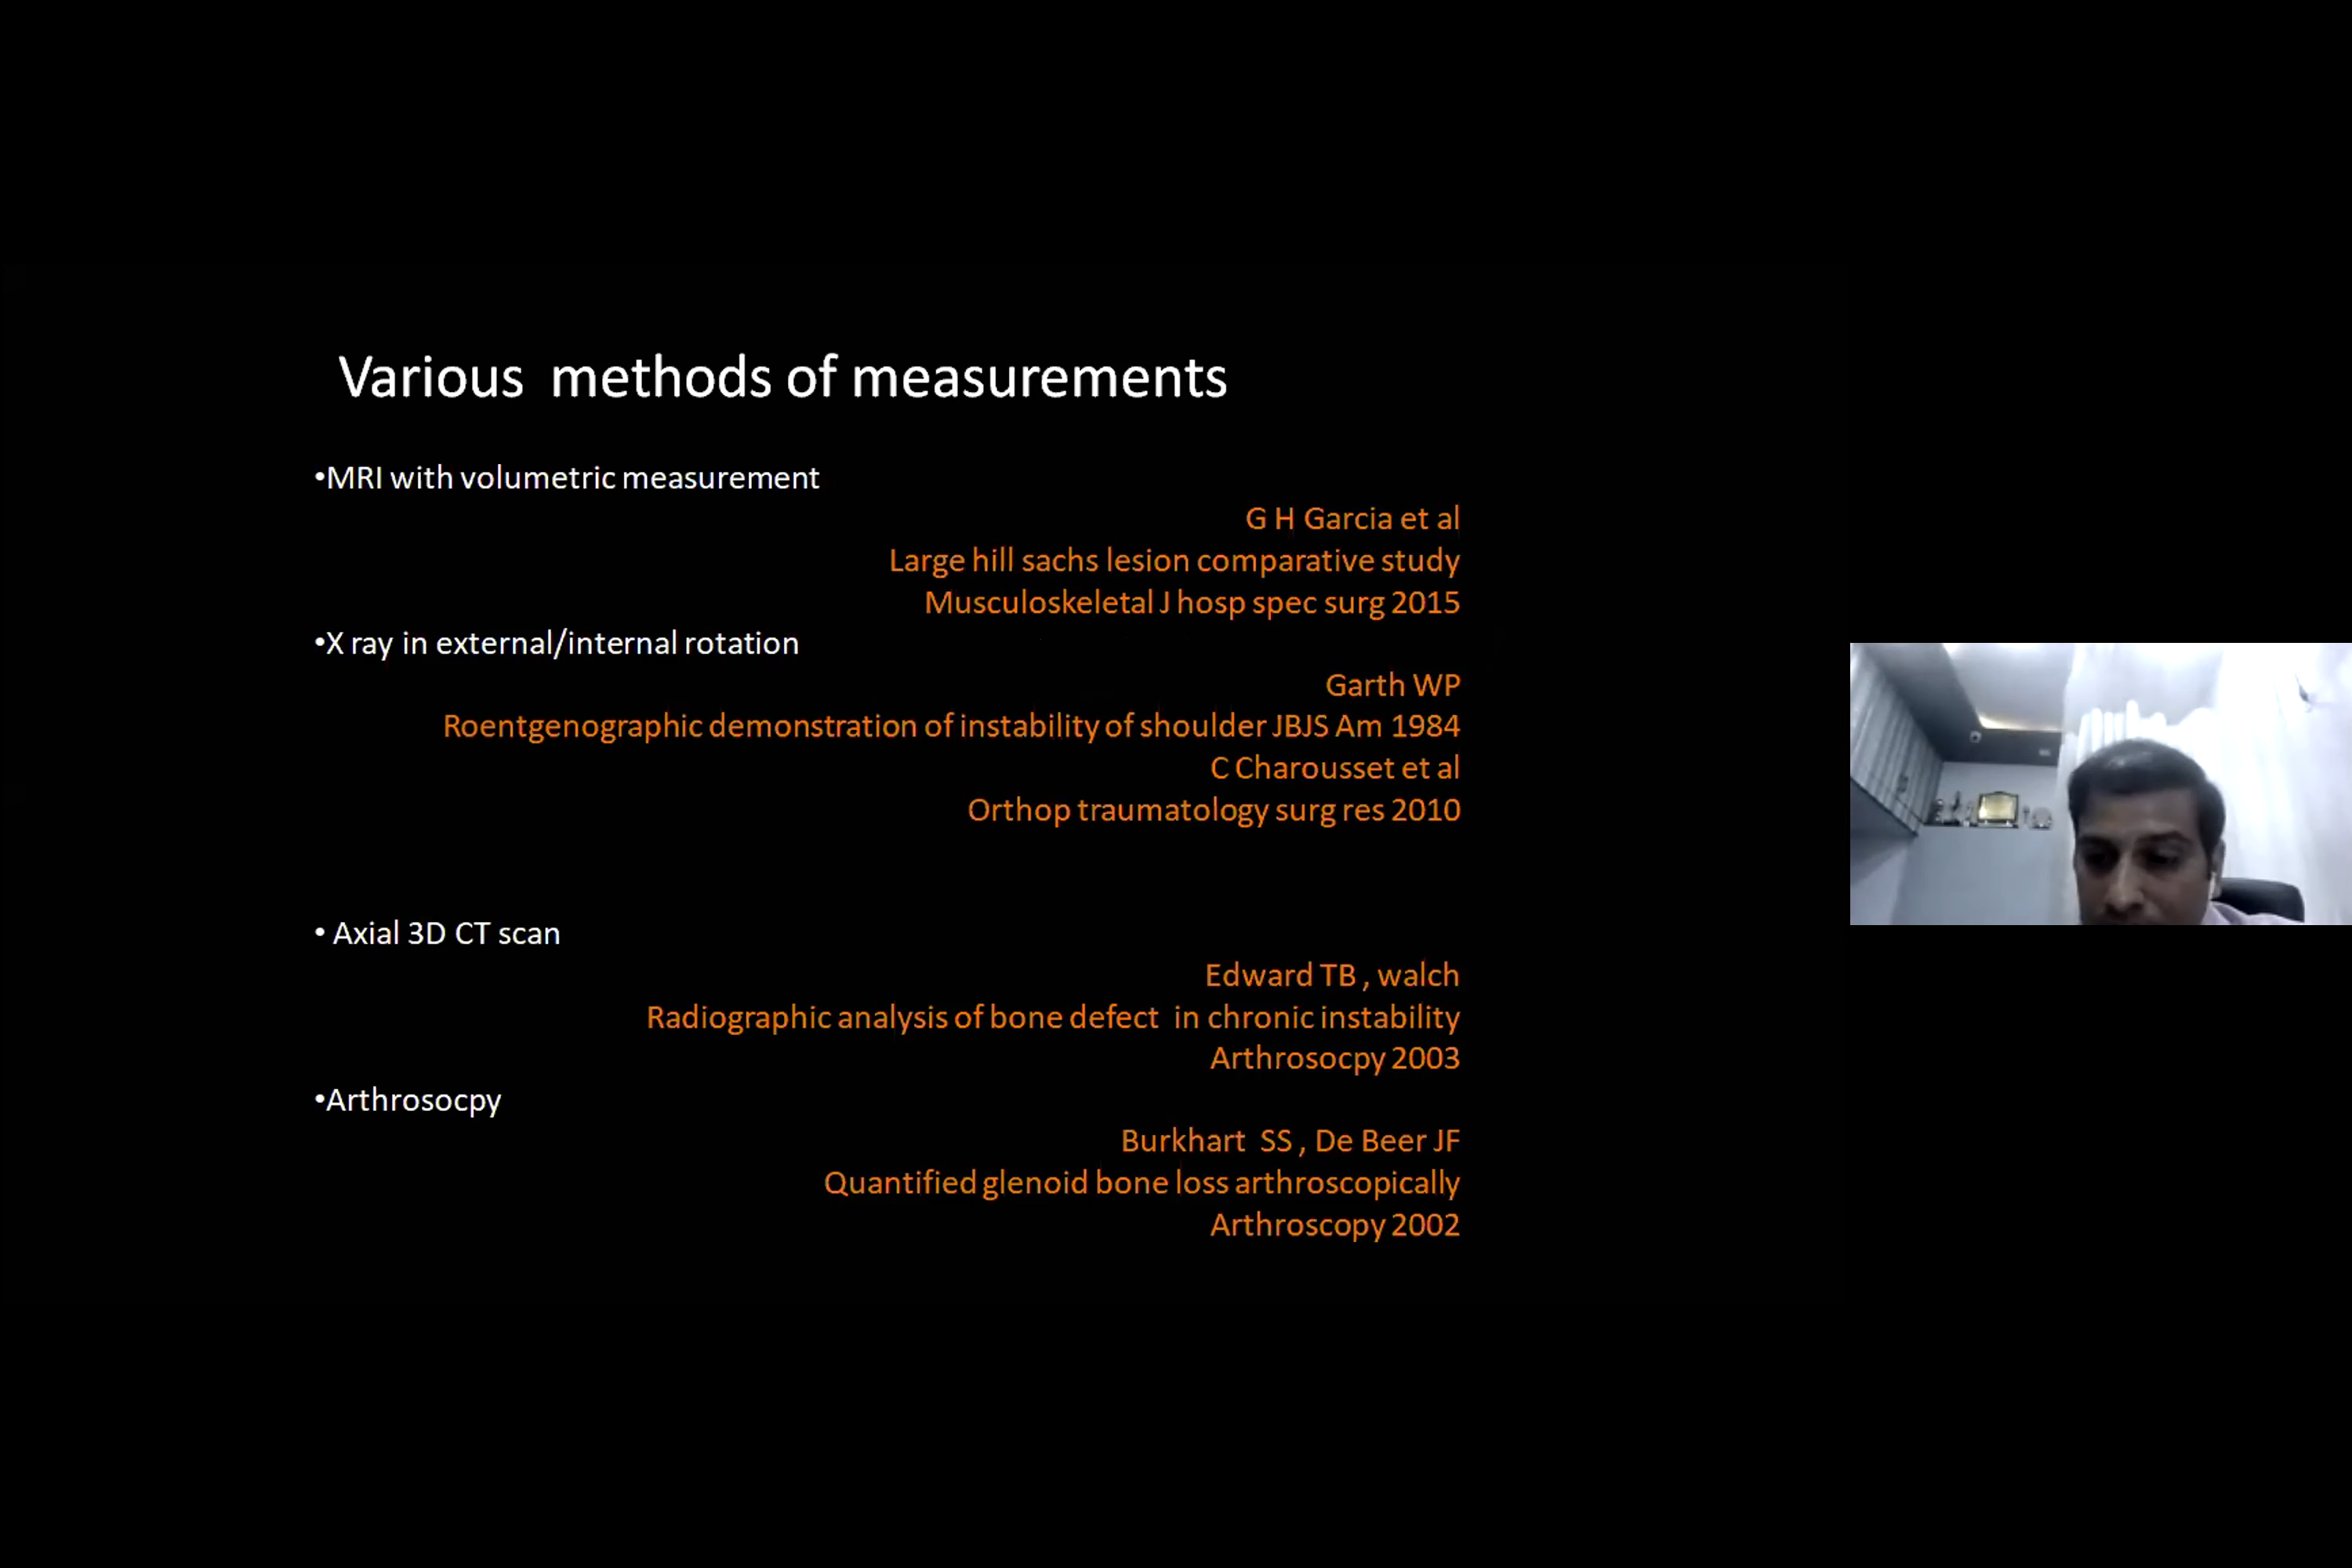 Various methods of measurements
•MRI with volumetric measurement
G H Garcia et al
Large hill sachs lesion comparative study
Musculoskeletal J hosp spec surg 2015
•X ray in external/internal rotation
Garth WP
Roentgenographic demonstration of instability of shoulder JBJS Am 1984
C Charousset et al
Orthop traumatology surg res 2010
• Axial 3D CT scan
Edward TB , walch
Radiographic analysis of bone defect in chronic instability
Arthrosocpy 2003
•Arthrosocpy
Burkhart SS , De Beer JF
Quantified glenoid bone loss arthroscopically
Arthroscopy 2002